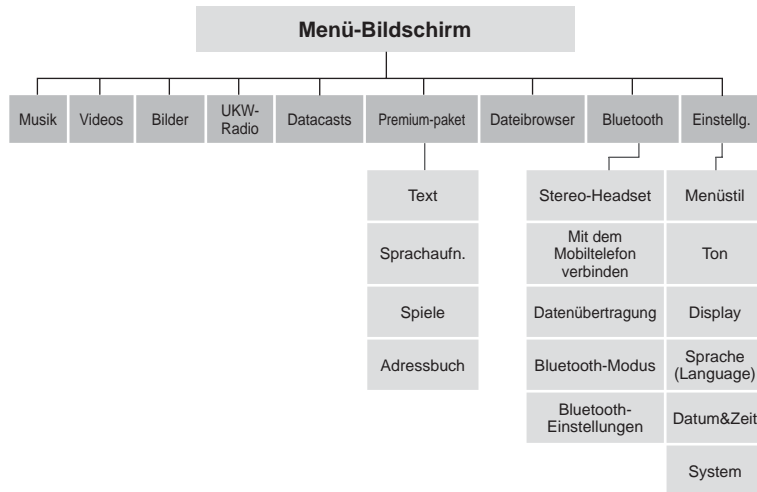 Menü-Bildschirm
Musik
Videos
Bilder
UKW-
Radio
Datacasts
Premium-paket
Dateibrowser
Bluetooth
Einstellg.
Text
Sprachaufn.
Spiele
Adressbuch
Stereo-Headset
Mit dem
Mobiltelefon
verbinden
Datenübertragung
Bluetooth-Modus
Bluetooth-
Einstellungen
Menüstil
Ton
Display
Sprache
(Language)
Datum&Zeit
System